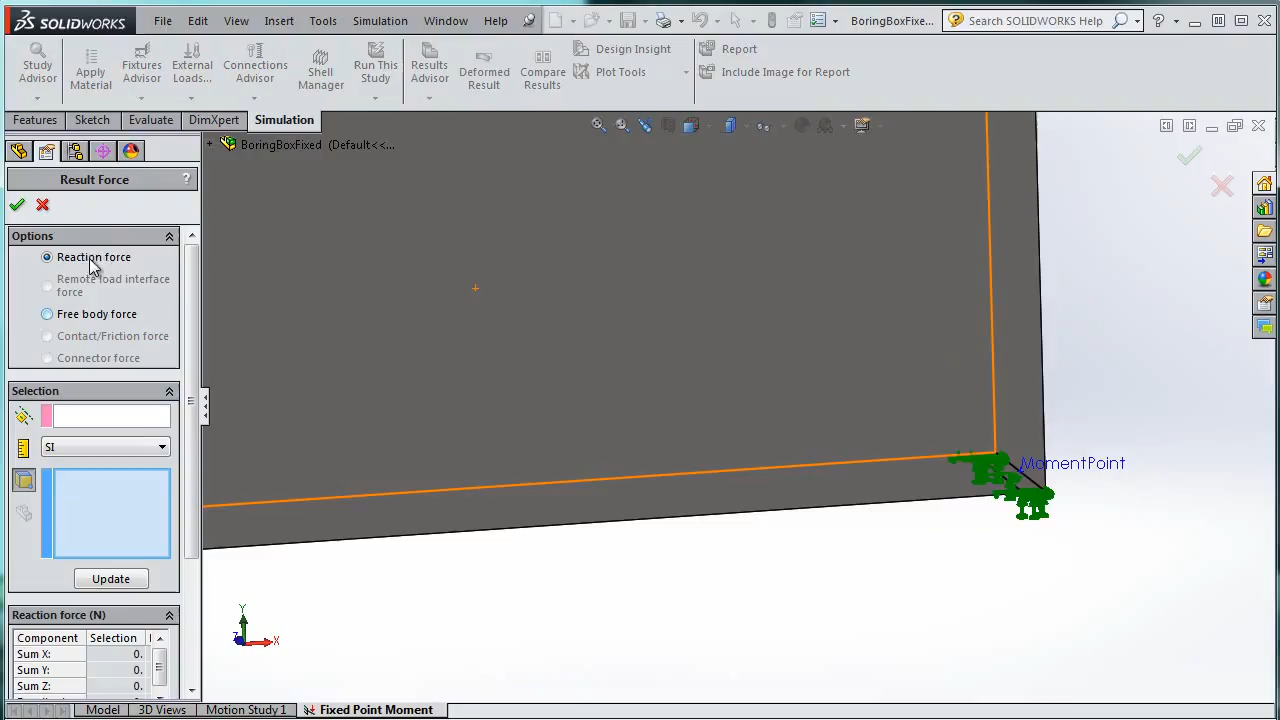 SOLIDWORKS File Edit View Insert Tools Simulation Window Help BoringBoxFixe... Search SOLIDWORKS Help
Study Advisor
Apply Material
Fixtures Advisor
External Loads...
Connections Advisor
Shell Manager
Run This Study
Results Advisor
Deformed Result
Compare Results
Design Insight
Plot Tools
Report
Include Image for Report
Features Sketch Evaluate DimXpert Simulation
BoringBoxFixed (Default<<...
Result Force ?
Options
Reaction force
Remote load interface
force
Free body force
Contact/Friction force
Connector force
Selection
SI
Update
Reaction force (N)
Component Selection
Sum X: 0.
Sum Y: 0.
Sum Z: 0.
MomentPoint
Y
Z X
Model 3D Views Motion Study 1 Fixed Point Moment